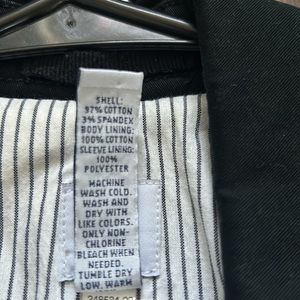 SHELL:
97% COTTON
3% SPANDEX
BODY LINING:
100% COTTON
SLEEVE LINING:
100%
POLYESTER
MACHINE
WASH COLD.
WASH AND
DRY WITH
LIKE COLORS.
ONLY NON-
CHLORINE
BLEACH WHEN
NEEDED.
TUMBLE DRY
LOW. WARM